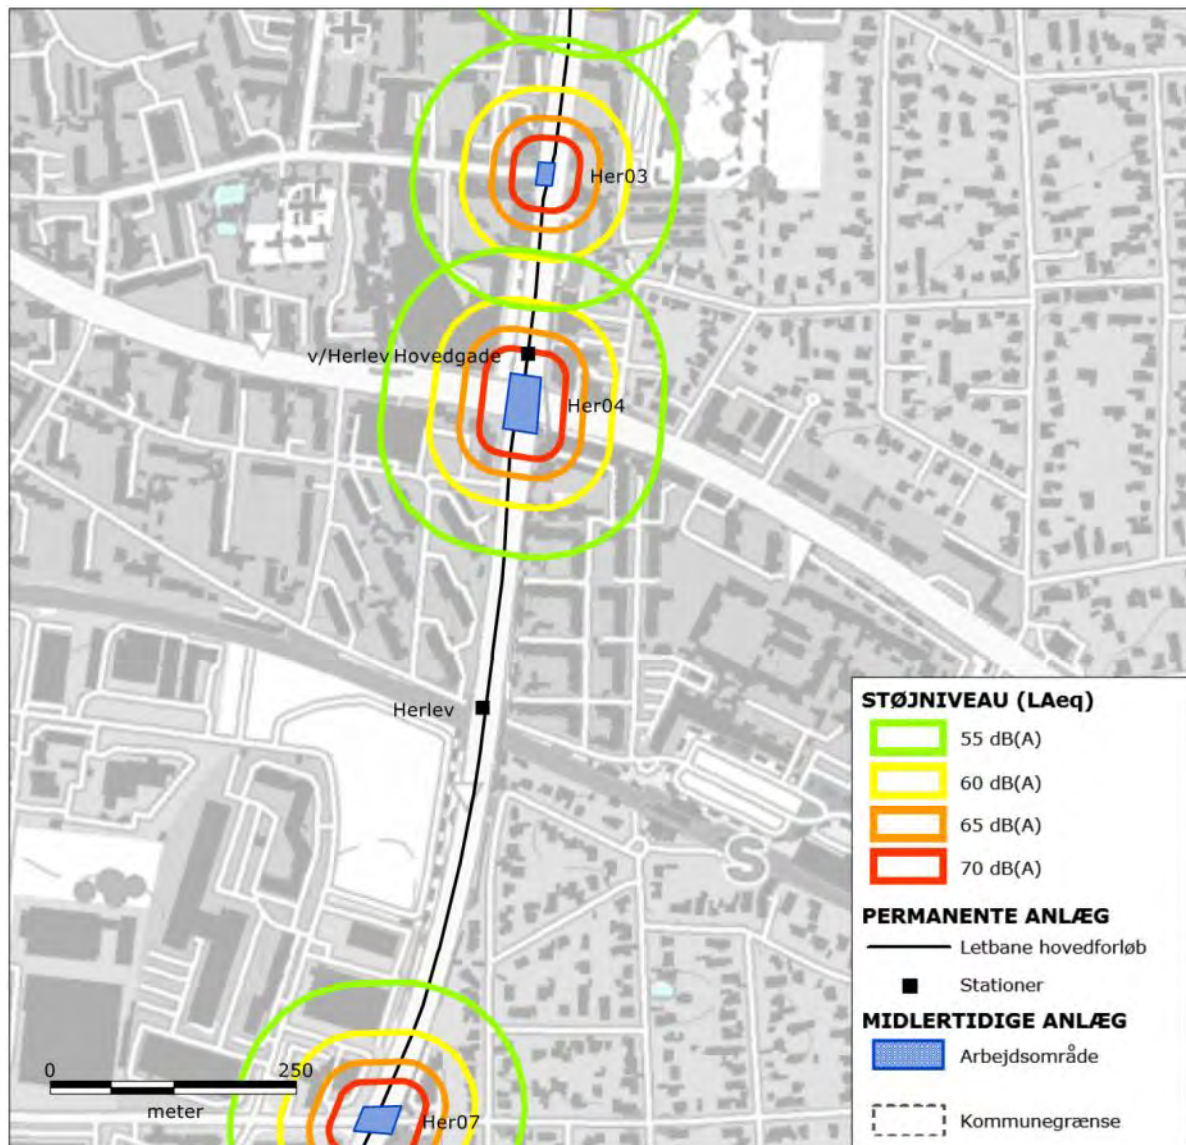 Her03
v/Herlev Hovedgade
Her04
Herlev
S
STØJNIVEAU (LAeq)
55 dB(A)
60 dB(A)
65 dB(A)
70 dB(A)
PERMANENTE ANLÆG
Letbane hovedforløb
Stationer
MIDLERTIDIGE ANLÆG
Arbejdsområde
Kommunegrænse
0 250
meter
Her07